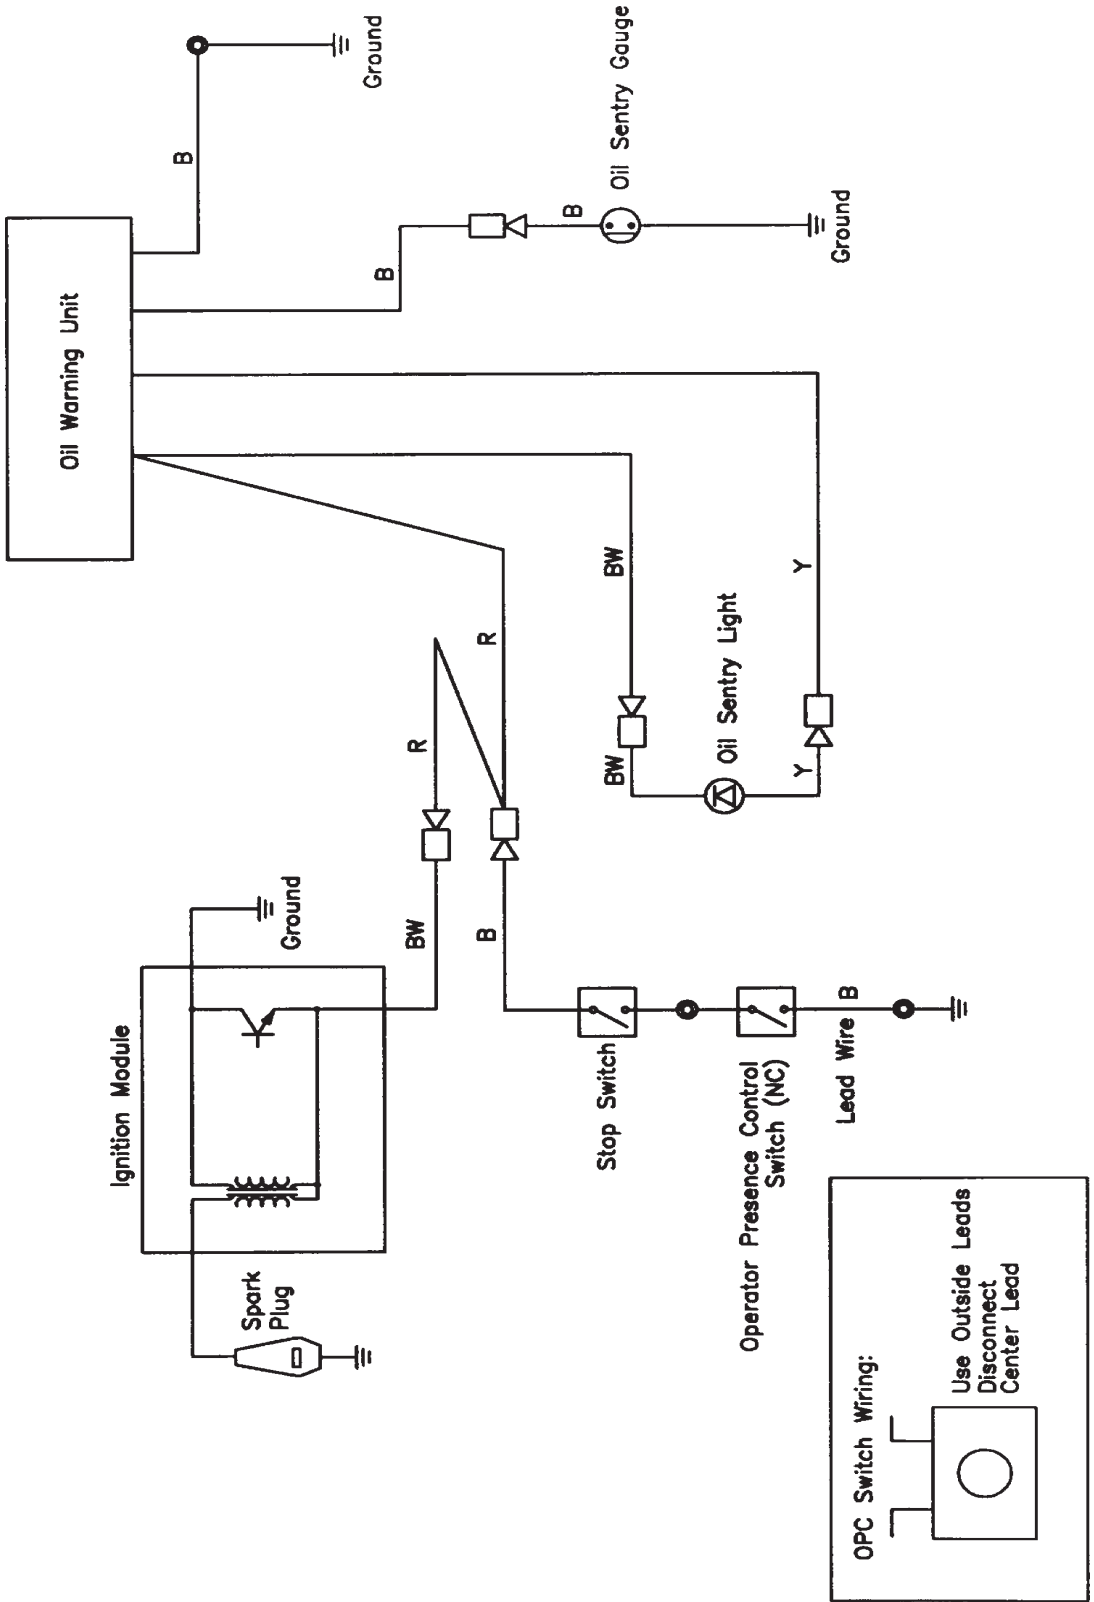 Oil Warning Unit
B
Ground
B
B
Oil Sentry Gauge
Ground
R
R
BW
BW
Oil Sentry Light
Y
Y
Ignition Module
Ground
Spark
Plug
BW
B
Stop Switch
Operator Presence Control
Switch (NC)
Lead Wire
B
OPC Switch Wiring:
Use Outside Leads
Disconnect
Center Lead